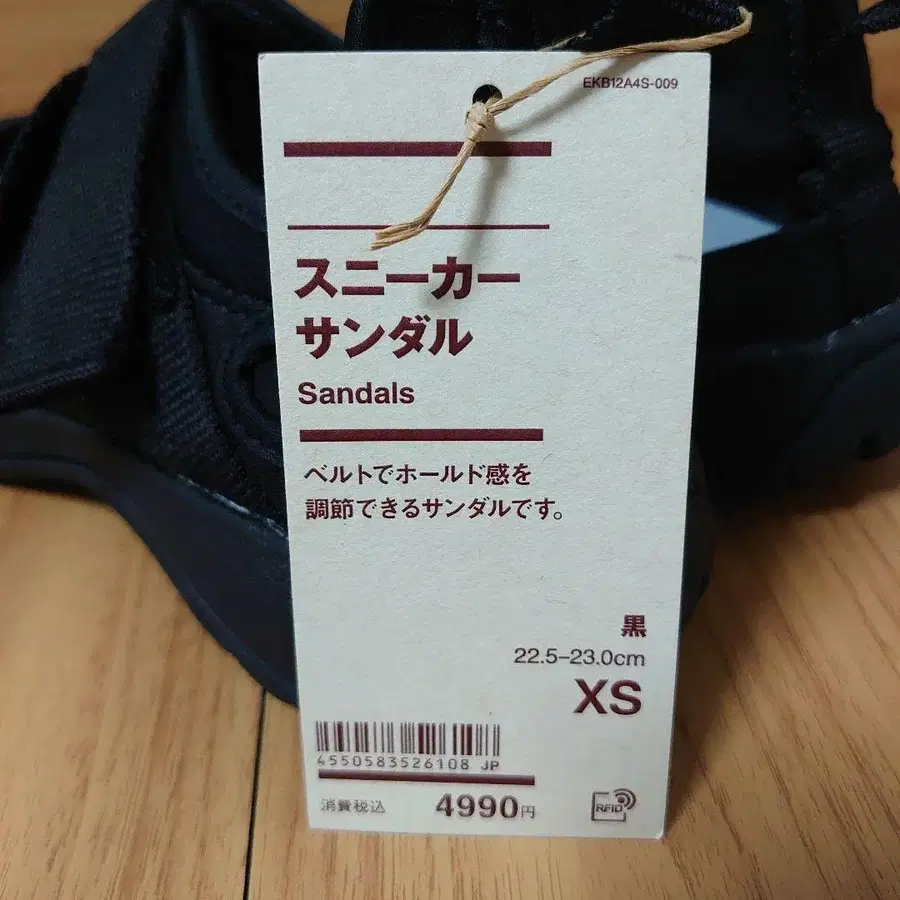 EKB12A4S-009
スニーカー
サンダル
Sandals
ベルトでホールド感を
調節できるサンダルです。
黒
22.5-23.0cm
XS
4550583526108 JP
消費税込 4990円
RFID